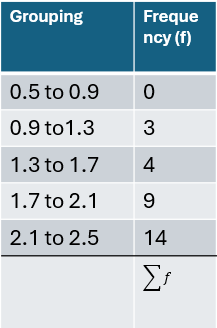 Grouping Freque
ncy (f)
0.5 to 0.9 0
0.9 to1.3 3
1.3 to 1.7 4
1.7 to 2.1 9
2.1 to 2.5 14
∑f